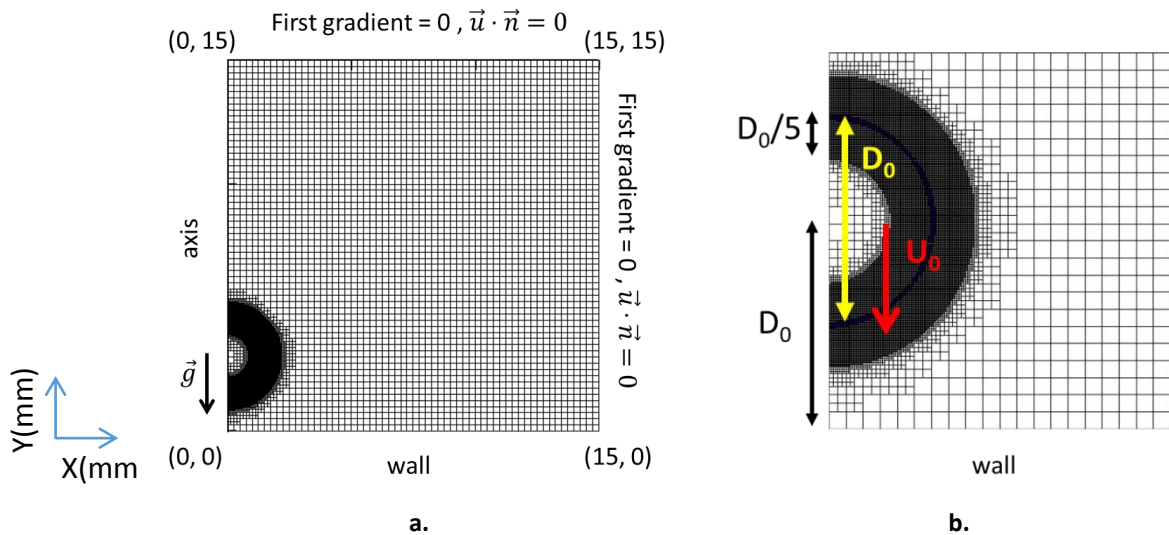 First gradient = 0 , u⃗ · n⃗ = 0
(0, 15)
(15, 15)
First gradient = 0 , u⃗ · n⃗ = 0
axis
g⃗
Y(mm)
X(mm
(0, 0)
wall
(15, 0)
a.
D₀/5
D₀
U₀
D₀
wall
b.